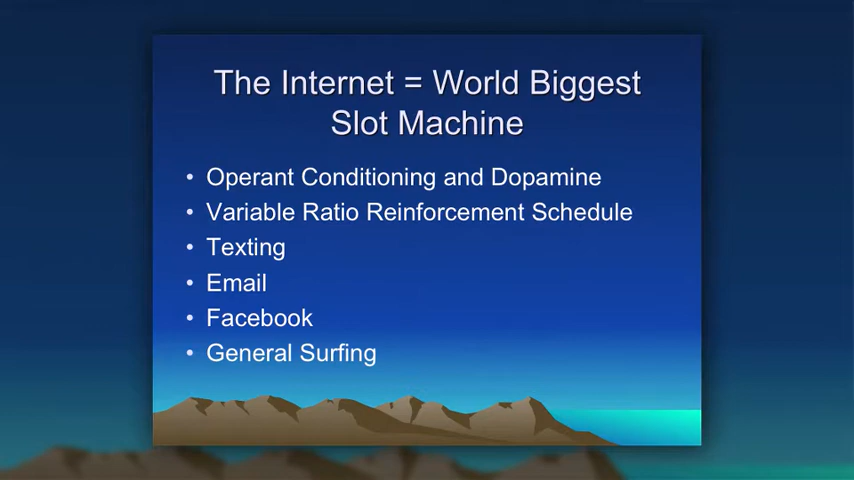 The Internet = World Biggest
Slot Machine
• Operant Conditioning and Dopamine
• Variable Ratio Reinforcement Schedule
• Texting
• Email
• Facebook
• General Surfing